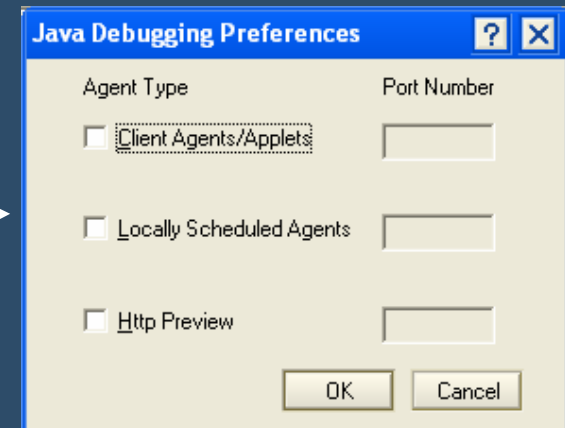 Java Debugging Preferences ?
Agent Type Port Number
Client Agents/Applets
Locally Scheduled Agents
Http Preview
OK Cancel